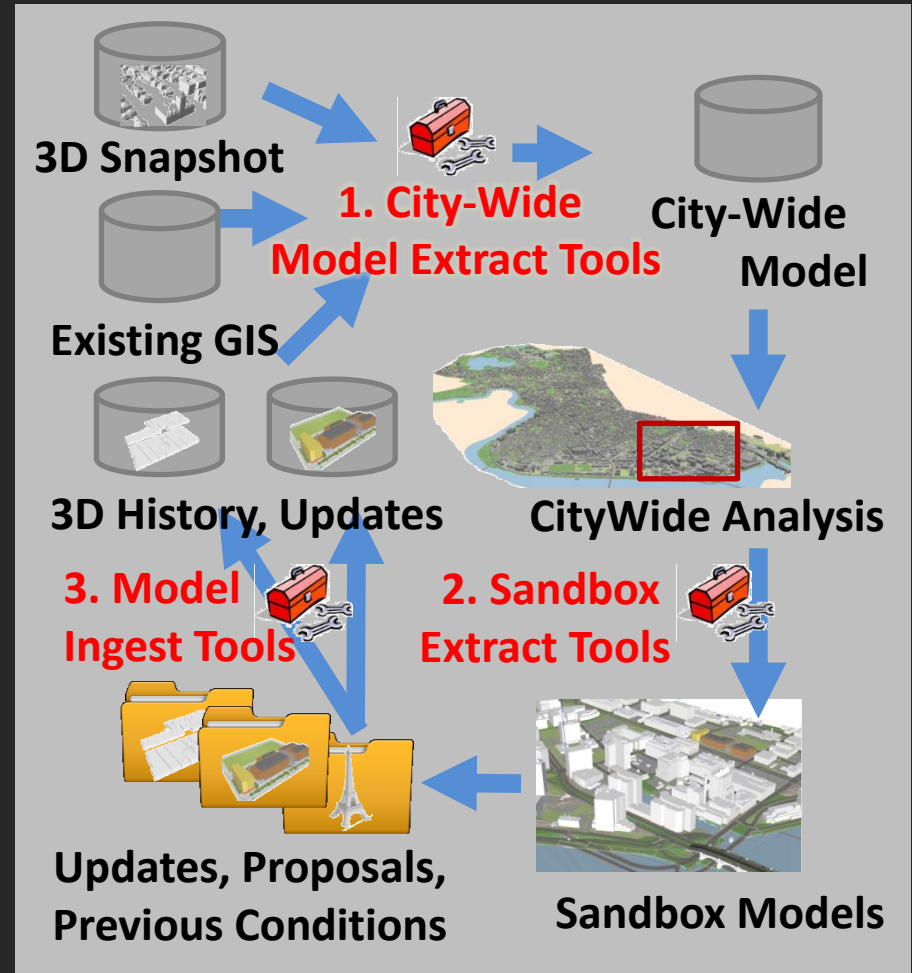 3D Snapshot
1. City-Wide
Model Extract Tools
City-Wide
Model
Existing GIS
3D History, Updates
CityWide Analysis
3. Model
Ingest Tools
2. Sandbox
Extract Tools
Updates, Proposals,
Previous Conditions
Sandbox Models